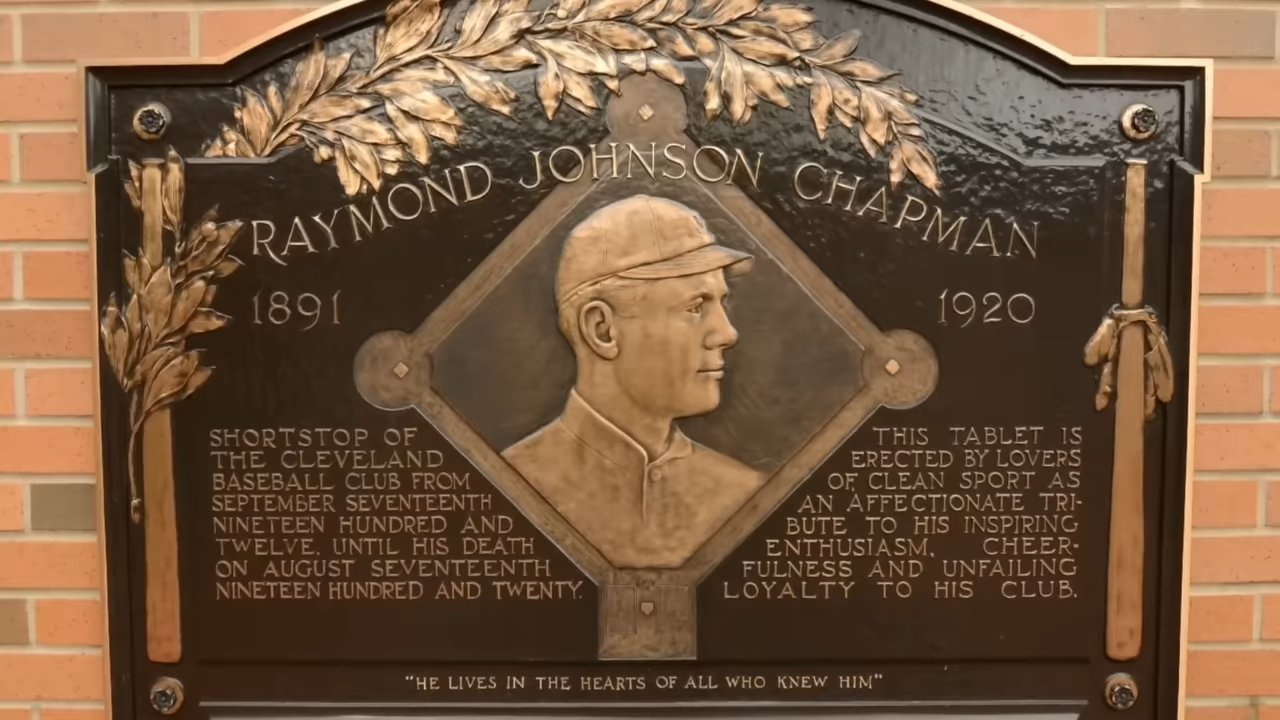 RAYMOND JOHNSON CHAPMAN
1891
1920
SHORTSTOP OF
THE CLEVELAND
BASEBALL CLUB FROM
SEPTEMBER SEVENTEENTH
NINETEEN HUNDRED AND
TWELVE, UNTIL HIS DEATH
ON AUGUST SEVENTEENTH
NINETEEN HUNDRED AND TWENTY.
THIS TABLET IS
ERECTED BY LOVERS
OF CLEAN SPORT AS
AN AFFECTIONATE TRI-
BUTE TO HIS INSPIRING
ENTHUSIASM, CHEER-
FULNESS AND UNFAILING
LOYALTY TO HIS CLUB.
"HE LIVES IN THE HEARTS OF ALL WHO KNEW HIM"